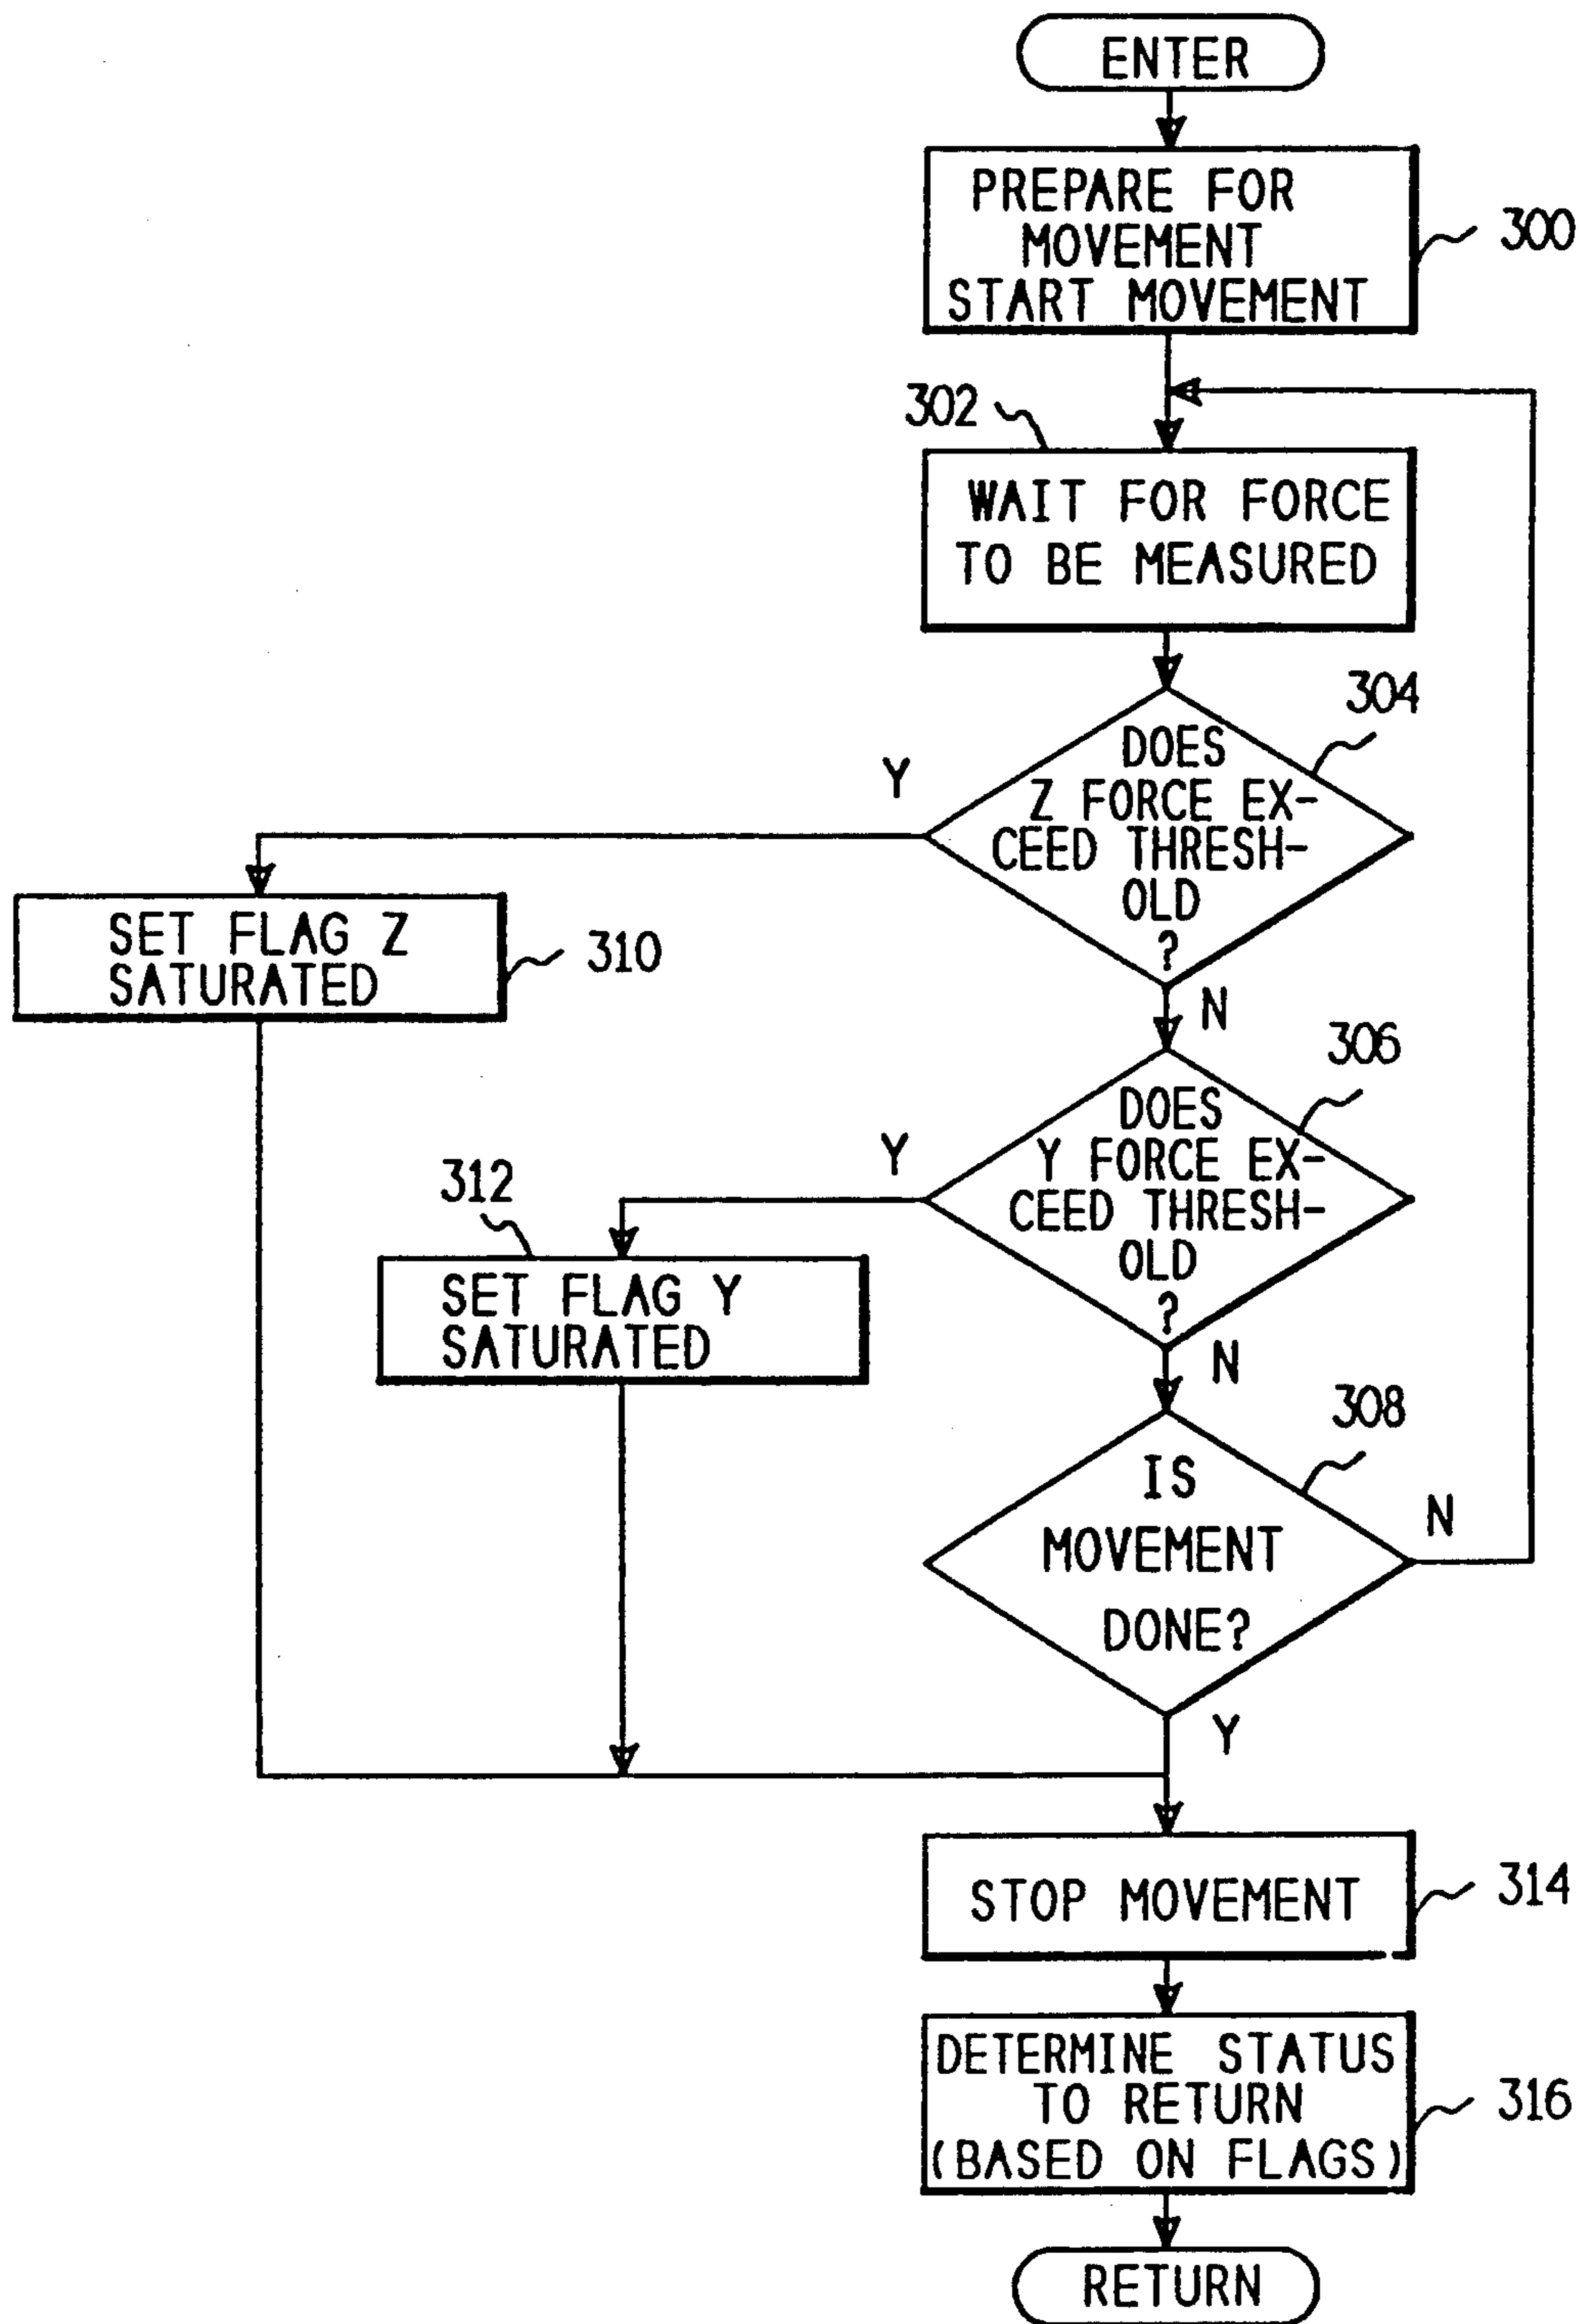 ENTER
PREPARE FOR
MOVEMENT
START MOVEMENT
300
302
WAIT FOR FORCE
TO BE MEASURED
304
DOES
Z FORCE EX-
CEED THRESH-
OLD
?
Y
N
SET FLAG Z
SATURATED
310
306
DOES
Y FORCE EX-
CEED THRESH-
OLD
?
Y
N
312
SET FLAG Y
SATURATED
308
IS
MOVEMENT
DONE?
N
Y
STOP MOVEMENT
314
DETERMINE STATUS
TO RETURN
(BASED ON FLAGS)
316
RETURN